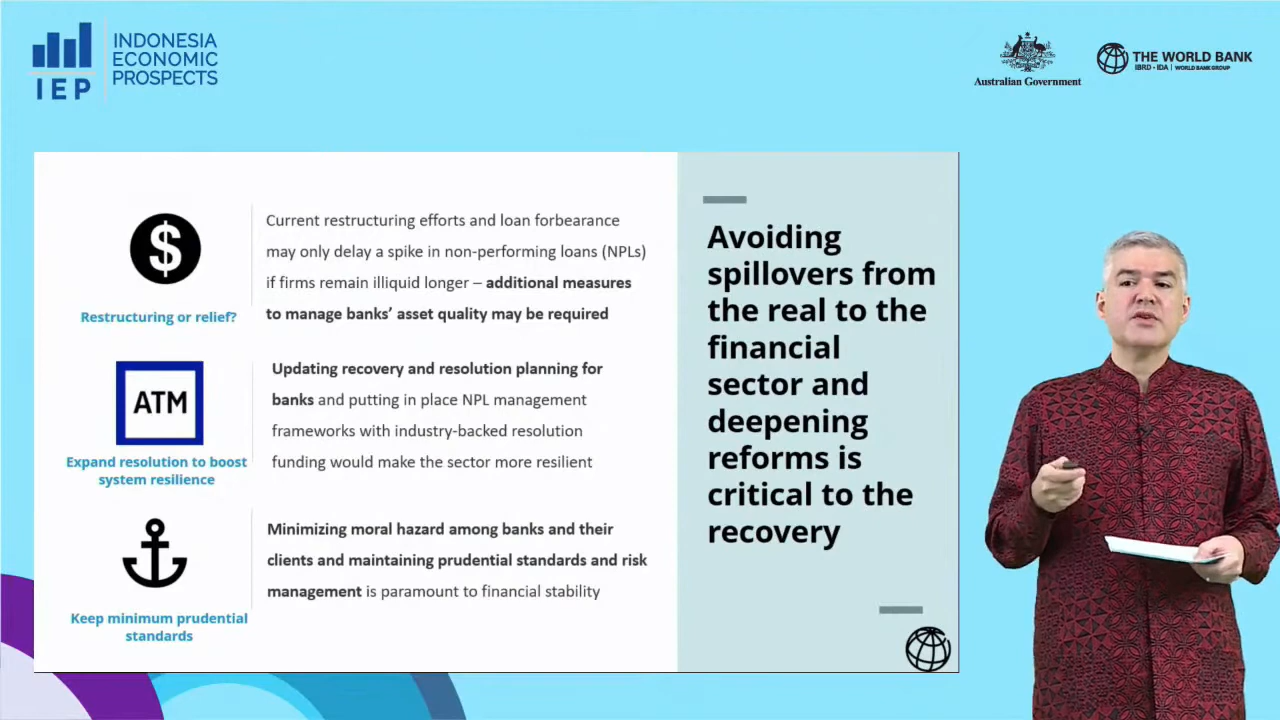 INDONESIA
ECONOMIC
PROSPECTS
IEP
Australian Government
THE WORLD BANK
IBRD • IDA | WORLD BANK GROUP
Current restructuring efforts and loan forbearance
may only delay a spike in non-performing loans (NPLs)
if firms remain illiquid longer – additional measures
to manage banks’ asset quality may be required
Restructuring or relief?
ATM
Updating recovery and resolution planning for
banks and putting in place NPL management
frameworks with industry-backed resolution
funding would make the sector more resilient
Expand resolution to boost
system resilience
Minimizing moral hazard among banks and their
clients and maintaining prudential standards and risk
management is paramount to financial stability
Keep minimum prudential
standards
Avoiding
spillovers from
the real to the
financial
sector and
deepening
reforms is
critical to the
recovery